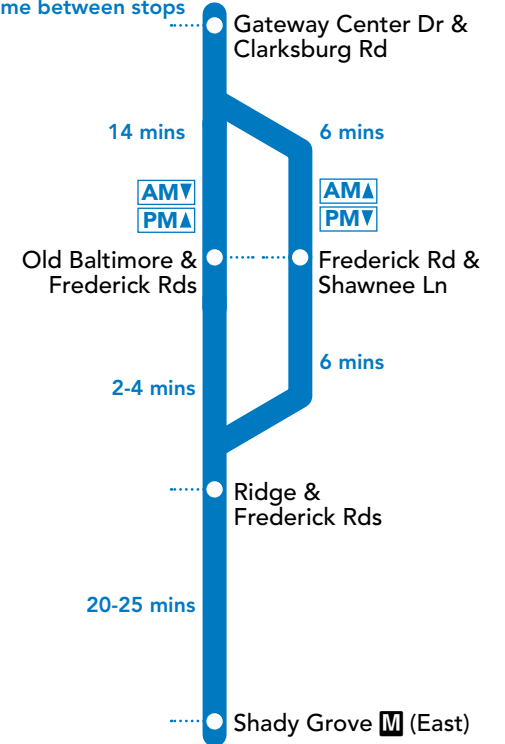 me between stops
Gateway Center Dr &
Clarksburg Rd
14 mins
6 mins
AM▼
PM▲
AM▲
PM▼
Old Baltimore &
Frederick Rds
Frederick Rd &
Shawnee Ln
6 mins
2-4 mins
Ridge &
Frederick Rds
20-25 mins
Shady Grove M (East)